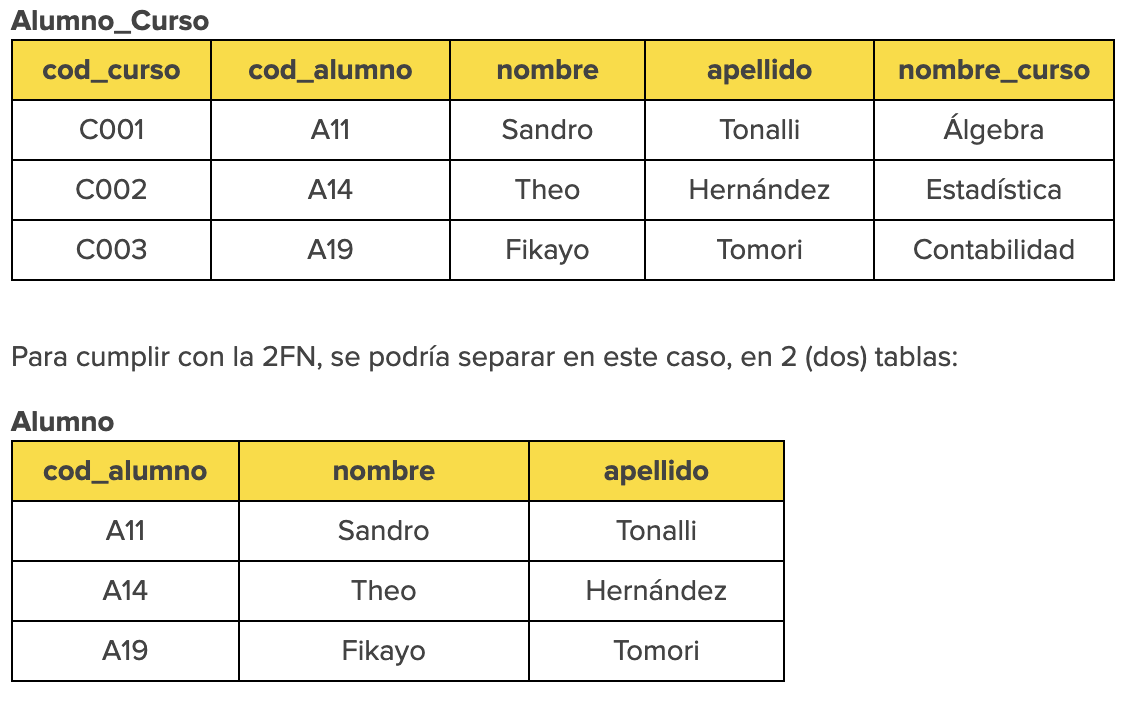 Alumno_Curso
cod_curso cod_alumno nombre apellido nombre_curso
C001 A11 Sandro Tonalli Álgebra
C002 A14 Theo Hernández Estadística
C003 A19 Fikayo Tomori Contabilidad
Para cumplir con la 2FN, se podría separar en este caso, en 2 (dos) tablas:
Alumno
cod_alumno nombre apellido
A11 Sandro Tonalli
A14 Theo Hernández
A19 Fikayo Tomori